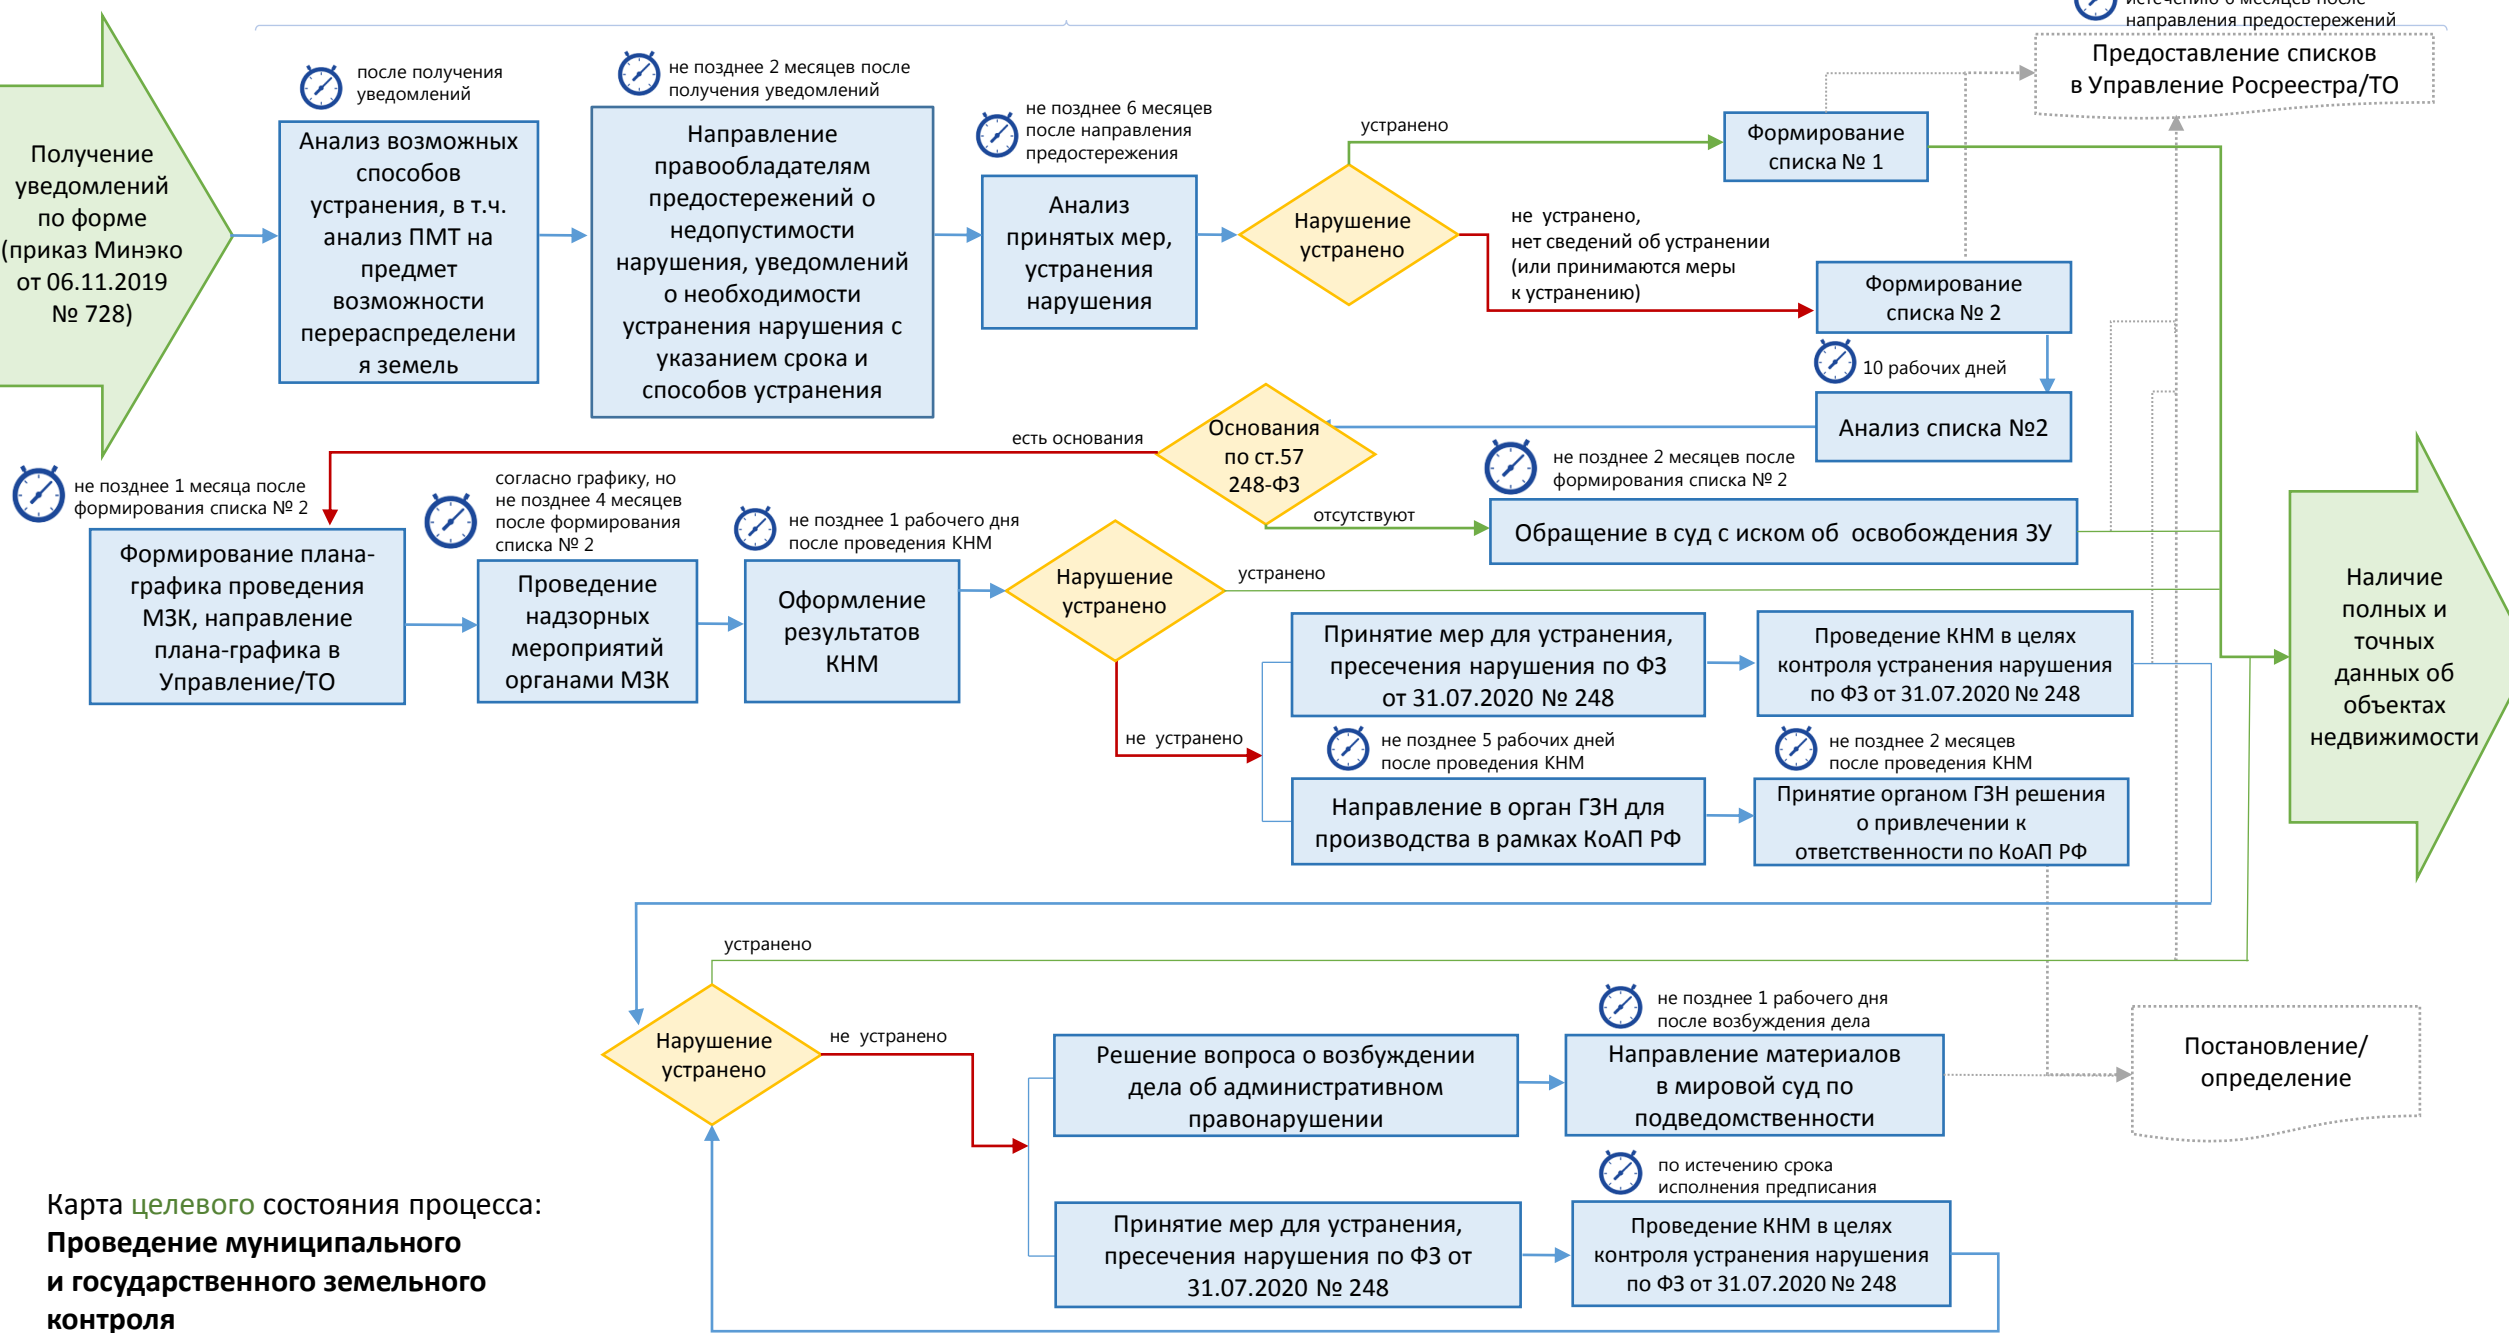 истечению 6 месяцев после
направления предостережений
Предоставление списков
в Управление Росреестра/ТО
Получение
уведомлений
по форме
(приказ Минэко
от 06.11.2019
№ 728)
после получения
уведомлений
Анализ возможных
способов
устранения, в т.ч.
анализ ПМТ на
предмет
возможности
перераспределени
я земель
не позднее 2 месяцев после
получения уведомлений
Направление
правообладателям
предостережений о
недопустимости
нарушения, уведомлений
о необходимости
устранения нарушения с
указанием срока и
способов устранения
не позднее 6 месяцев
после направления
предостережения
Анализ
принятых мер,
устранения
нарушения
Нарушение
устранено
устранено
Формирование
списка № 1
не устранено,
нет сведений об устранении
(или принимаются меры
к устранению)
Формирование
списка № 2
10 рабочих дней
Анализ списка №2
Основания
по ст.57
248-ФЗ
есть основания
отсутствуют
не позднее 2 месяцев после
формирования списка № 2
Обращение в суд с иском об освобождения ЗУ
не позднее 1 месяца после
формирования списка № 2
Формирование плана-
графика проведения
МЗК, направление
плана-графика в
Управление/ТО
согласно графику, но
не позднее 4 месяцев
после формирования
списка № 2
Проведение
надзорных
мероприятий
органами МЗК
не позднее 1 рабочего дня
после проведения КНМ
Оформление
результатов
КНМ
Нарушение
устранено
устранено
не устранено
Принятие мер для устранения,
пресечения нарушения по ФЗ
от 31.07.2020 № 248
Проведение КНМ в целях
контроля устранения нарушения
по ФЗ от 31.07.2020 № 248
не позднее 5 рабочих дней
после проведения КНМ
Направление в орган ГЗН для
производства в рамках КоАП РФ
не позднее 2 месяцев
после проведения КНМ
Принятие органом ГЗН решения
о привлечении к
ответственности по КоАП РФ
Наличие
полных и
точных
данных об
объектах
недвижимости
устранено
Нарушение
устранено
не устранено
Решение вопроса о возбуждении
дела об административном
правонарушении
не позднее 1 рабочего дня
после возбуждения дела
Направление материалов
в мировой суд по
подведомственности
Постановление/
определение
Принятие мер для устранения,
пресечения нарушения по ФЗ от
31.07.2020 № 248
по истечению срока
исполнения предписания
Проведение КНМ в целях
контроля устранения нарушения
по ФЗ от 31.07.2020 № 248
Карта целевого состояния процесса:
Проведение муниципального
и государственного земельного
контроля